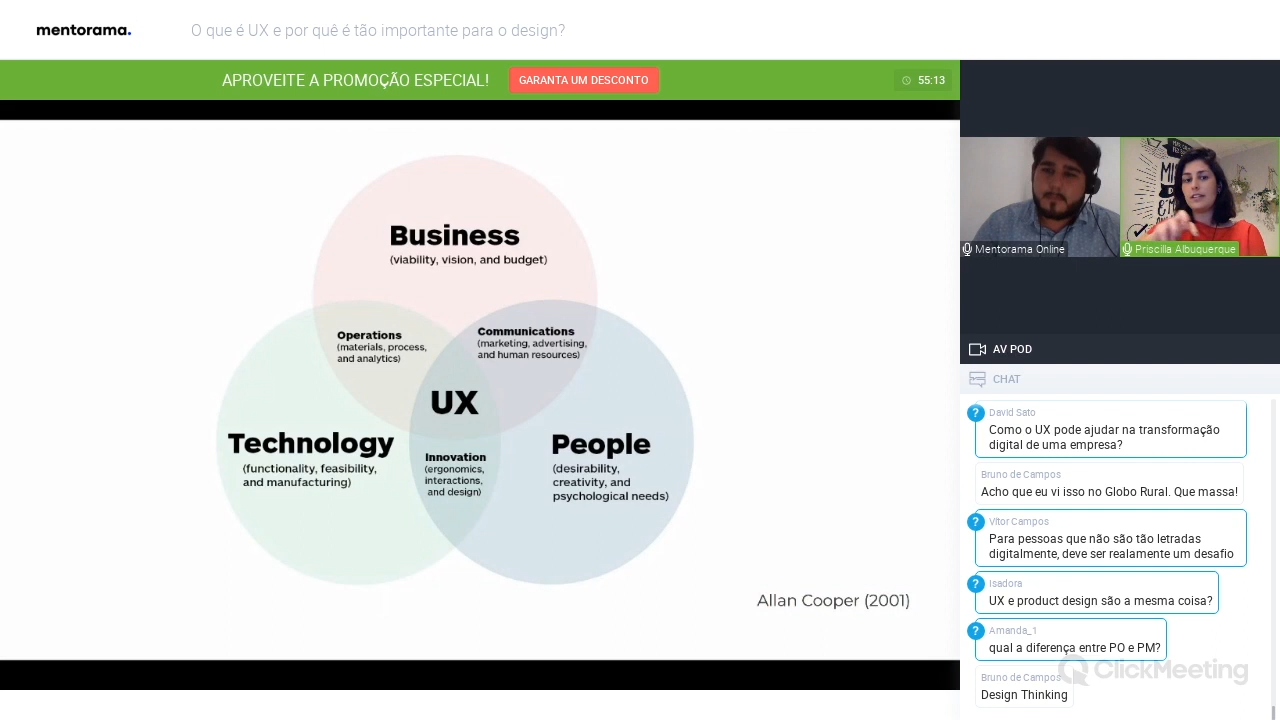 mentorama.
O que é UX e por quê é tão importante para o design?
APROVEITE A PROMOÇÃO ESPECIAL!
GARANTA UM DESCONTO
55:13
Business
(viability, vision, and budget)
Operations
(materials, process,
and analytics)
Communications
(marketing, advertising,
and human resources)
UX
Technology
(functionality, feasibility,
and manufacturing)
Innovation
(ergonomics,
interactions,
and design)
People
(desirability,
creativity, and
psychological needs)
Allan Cooper (2001)
Mentorama Online
Priscilla Albuquerque
AV POD
CHAT
?
David Sato
Como o UX pode ajudar na transformação
digital de uma empresa?
Bruno de Campos
Acho que eu vi isso no Globo Rural. Que massa!
?
Vítor Campos
Para pessoas que não são tão letradas
digitalmente, deve ser realamente um desafio
?
Isadora
UX e product design são a mesma coisa?
?
Amanda_1
qual a diferença entre PO e PM?
Bruno de Campos
Design Thinking
ClickMeeting